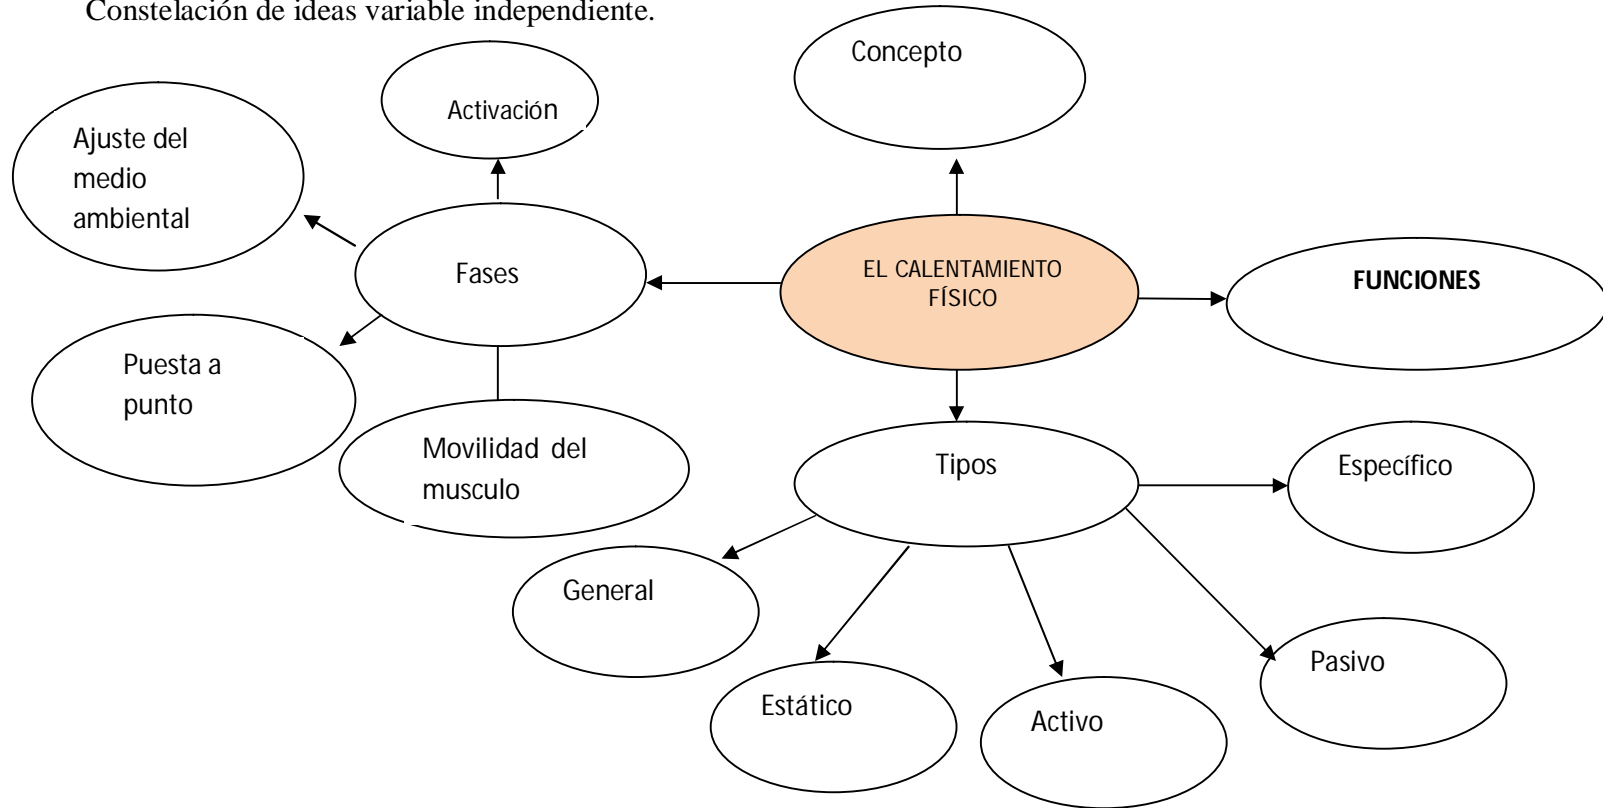 Constelación de ideas variable independiente.
Concepto
Activación
Ajuste del
medio
ambiental
Fases
EL CALENTAMIENTO
FÍSICO
FUNCIONES
Puesta a
punto
Movilidad del
musculo
Tipos
Específico
General
Pasivo
Estático
Activo